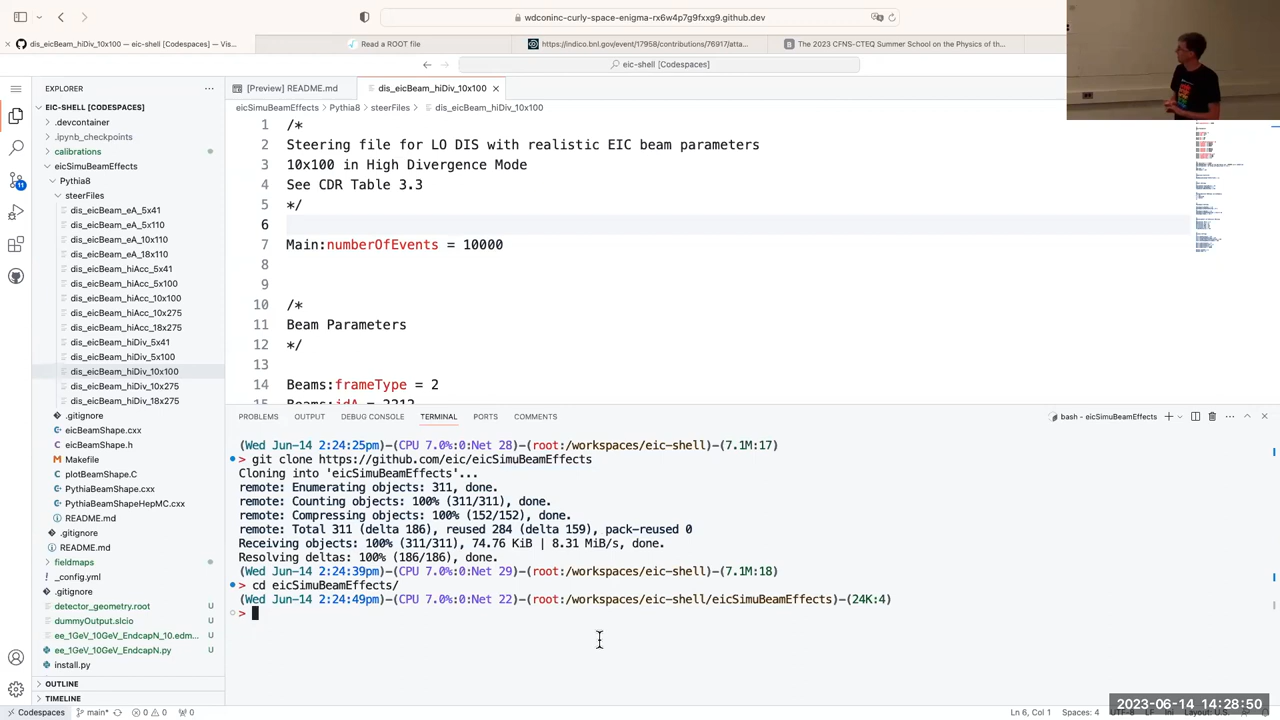 wdconinc-curly-space-enigma-rx6w4p7g9fxxg9.github.dev
dis_eicBeam_hiDiv_10x100 — eic-shell [Codespaces] — Vis...
Read a ROOT file
https://indico.bnl.gov/event/17958/contributions/76917/atta...
The 2023 CFNS-CTEQ Summer School on the Physics of th...
eic-shell [Codespaces]
EXPLORER
[Preview] README.md
dis_eicBeam_hiDiv_10x100
EIC-SHELL [CODESPACES]
eicSimuBeamEffects > Pythia8 > steerFiles > dis_eicBeam_hiDiv_10x100
.devcontainer
.ipynb_checkpoints
calibrations
eicSimuBeamEffects
Pythia8
steerFiles
dis_eicBeam_eA_5x41
dis_eicBeam_eA_5x110
dis_eicBeam_eA_10x110
dis_eicBeam_eA_18x110
dis_eicBeam_hiAcc_5x41
dis_eicBeam_hiAcc_5x100
dis_eicBeam_hiAcc_10x100
dis_eicBeam_hiAcc_10x275
dis_eicBeam_hiAcc_18x275
dis_eicBeam_hiDiv_5x41
dis_eicBeam_hiDiv_5x100
dis_eicBeam_hiDiv_10x100
dis_eicBeam_hiDiv_10x275
dis_eicBeam_hiDiv_18x275
.gitignore
eicBeamShape.cxx
eicBeamShape.h
Makefile
plotBeamShape.C
PythiaBeamShape.cxx
PythiaBeamShapeHepMC.cxx
README.md
.gitignore
README.md
fieldmaps
_config.yml
.gitignore
detector_geometry.root U
dummyOutput.slcio U
ee_1GeV_10GeV_EndcapN_10.edm... U
ee_1GeV_10GeV_EndcapN.py U
install.py
OUTLINE
TIMELINE
11
1 /*
2 Steering file for LO DIS with realistic EIC beam parameters
3 10x100 in High Divergence Mode
4 See CDR Table 3.3
5 */
6
7 Main:numberOfEvents = 10000
8
9
10 /*
11 Beam Parameters
12 */
13
14 Beams:frameType = 2
15 Beams:idA = 2212
PROBLEMS OUTPUT DEBUG CONSOLE TERMINAL PORTS COMMENTS
bash - eicSimuBeamEffects
(Wed Jun-14 2:24:25pm)-(CPU 7.0%:0:Net 28)-(root:/workspaces/eic-shell)-(7.1M:17)
> git clone https://github.com/eic/eicSimuBeamEffects
Cloning into 'eicSimuBeamEffects'...
remote: Enumerating objects: 311, done.
remote: Counting objects: 100% (311/311), done.
remote: Compressing objects: 100% (152/152), done.
remote: Total 311 (delta 186), reused 284 (delta 159), pack-reused 0
Receiving objects: 100% (311/311), 74.76 KiB | 8.31 MiB/s, done.
Resolving deltas: 100% (186/186), done.
(Wed Jun-14 2:24:39pm)-(CPU 7.0%:0:Net 29)-(root:/workspaces/eic-shell)-(7.1M:18)
> cd eicSimuBeamEffects/
(Wed Jun-14 2:24:49pm)-(CPU 7.0%:0:Net 22)-(root:/workspaces/eic-shell/eicSimuBeamEffects)-(24K:4)
>
2023-06-14 14:28:50
Codespaces main* 0 0 0
Ln 6, Col 1 Spaces: 4